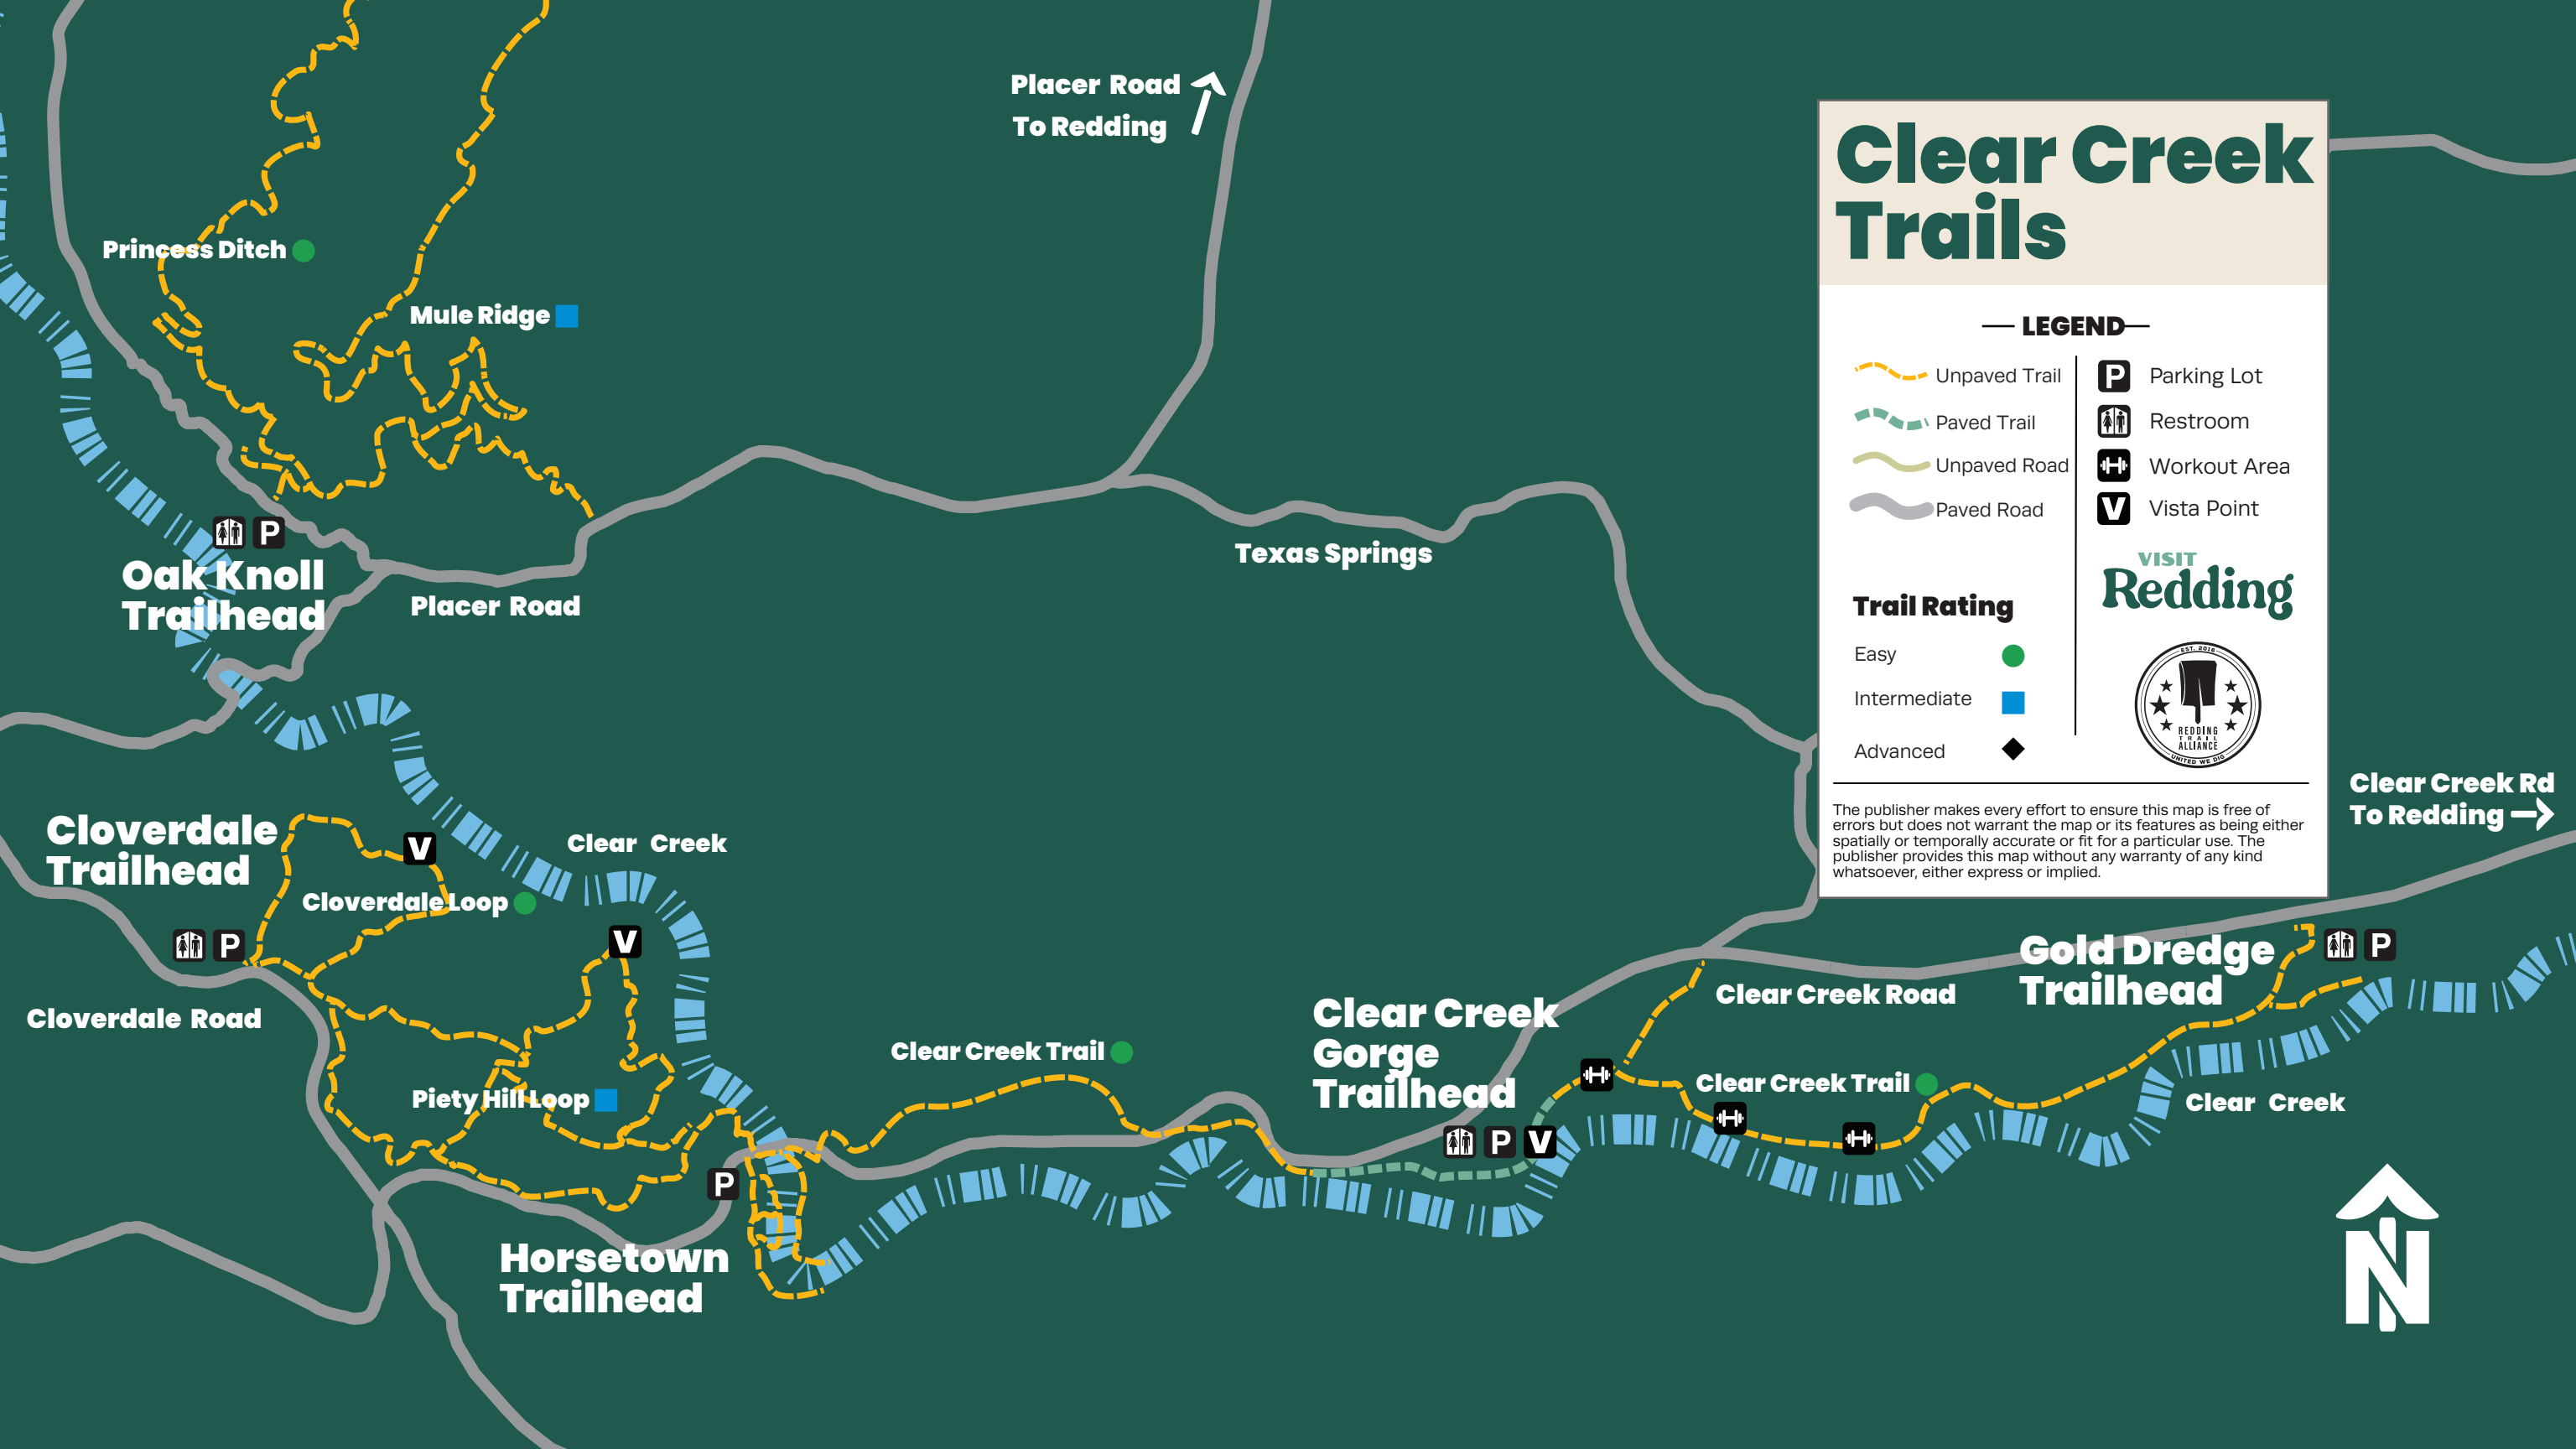 Placer Road
To Redding
Princess Ditch
Mule Ridge
Oak Knoll
Trailhead
P
Placer Road
Texas Springs
Cloverdale
Trailhead
V
Cloverdale Loop
P
Cloverdale Road
Clear Creek
V
Piety Hill Loop
Clear Creek Trail
P
Horsetown
Trailhead
Clear Creek
Gorge
Trailhead
P
V
Clear Creek Road
Clear Creek Trail
Gold Dredge
Trailhead
P
Clear Creek
Clear Creek Rd
To Redding
N
Clear Creek
Trails
LEGEND
Unpaved Trail
Paved Trail
Unpaved Road
Paved Road
P Parking Lot
Restroom
Workout Area
V Vista Point
Trail Rating
Easy
Intermediate
Advanced
VISIT
Redding
EST. 2016
REDDING
TRAIL
ALLIANCE
UNITED WE DIG
The publisher makes every effort to ensure this map is free of
errors but does not warrant the map or its features as being either
spatially or temporally accurate or fit for a particular use. The
publisher provides this map without any warranty of any kind
whatsoever, either express or implied.